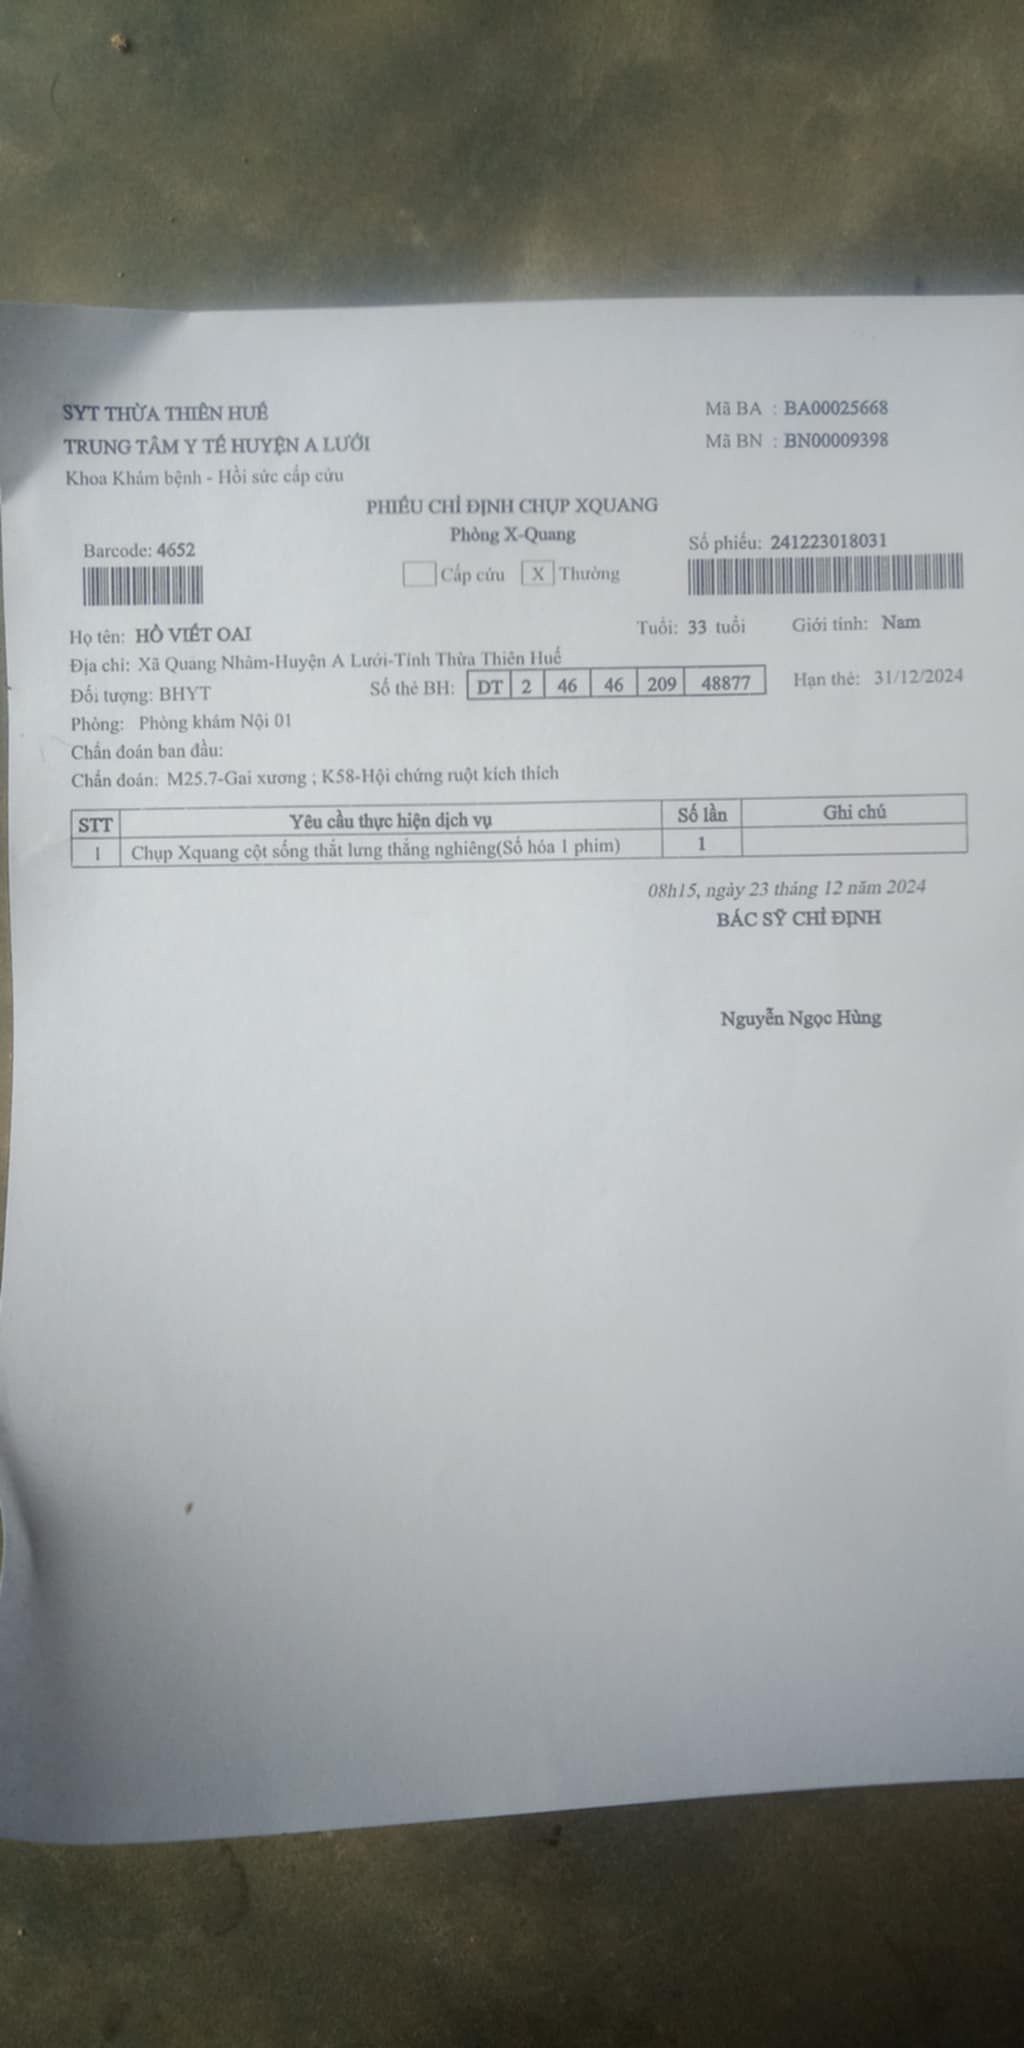 SYT THỪA THIÊN HUẾ
TRUNG TÂM Y TẾ HUYỆN A LƯỚI
Khoa Khám bệnh - Hồi sức cấp cứu
Mã BA : BA00025668
Mã BN : BN00009398
PHIẾU CHỈ ĐỊNH CHỤP XQUANG
Phòng X-Quang
Barcode: 4652
Cấp cứu X Thường
Số phiếu: 241223018031
Họ tên: HỒ VIẾT OAI Tuổi: 33 tuổi Giới tính: Nam
Địa chỉ: Xã Quảng Nhâm-Huyện A Lưới-Tỉnh Thừa Thiên Huế
Đối tượng: BHYT Số thẻ BH: DT 2 46 46 209 48877 Hạn thẻ: 31/12/2024
Phòng: Phòng khám Nội 01
Chẩn đoán ban đầu:
Chẩn đoán: M25.7-Gai xương ; K58-Hội chứng ruột kích thích
STT Yêu cầu thực hiện dịch vụ Số lần Ghi chú
1 Chụp Xquang cột sống thắt lưng thẳng nghiêng(Số hóa 1 phim) 1
08h15, ngày 23 tháng 12 năm 2024
BÁC SỸ CHỈ ĐỊNH
Nguyễn Ngọc Hùng